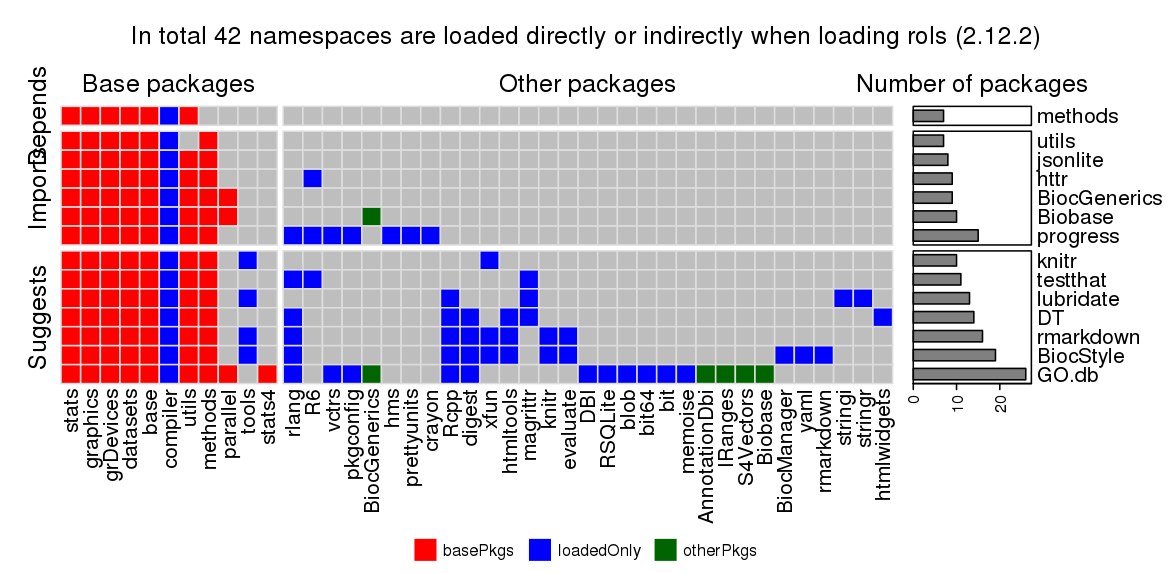 In total 42 namespaces are loaded directly or indirectly when loading rols (2.12.2)
Base packages
Other packages
Number of packages
Depends
Imports
Suggests
methods
utils
jsonlite
httr
BiocGenerics
Biobase
progress
knitr
testthat
lubridate
DT
rmarkdown
BiocStyle
GO.db
0
10
20
stats
graphics
grDevices
datasets
base
compiler
utils
methods
parallel
tools
stats4
rlang
R6
vctrs
pkgconfig
BiocGenerics
hms
prettyunits
crayon
Rcpp
digest
xfun
htmltools
magrittr
knitr
evaluate
DBI
RSQLite
blob
bit64
bit
memoise
AnnotationDbi
IRanges
S4Vectors
Biobase
BiocManager
yaml
rmarkdown
stringi
stringr
htmlwidgets
basePkgs
loadedOnly
otherPkgs